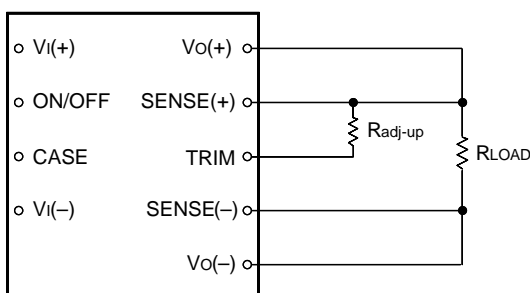 VI(+) VO(+)
ON/OFF SENSE(+)
Radj-up
CASE TRIM
RLOAD
VI(–) SENSE(–)
VO(–)